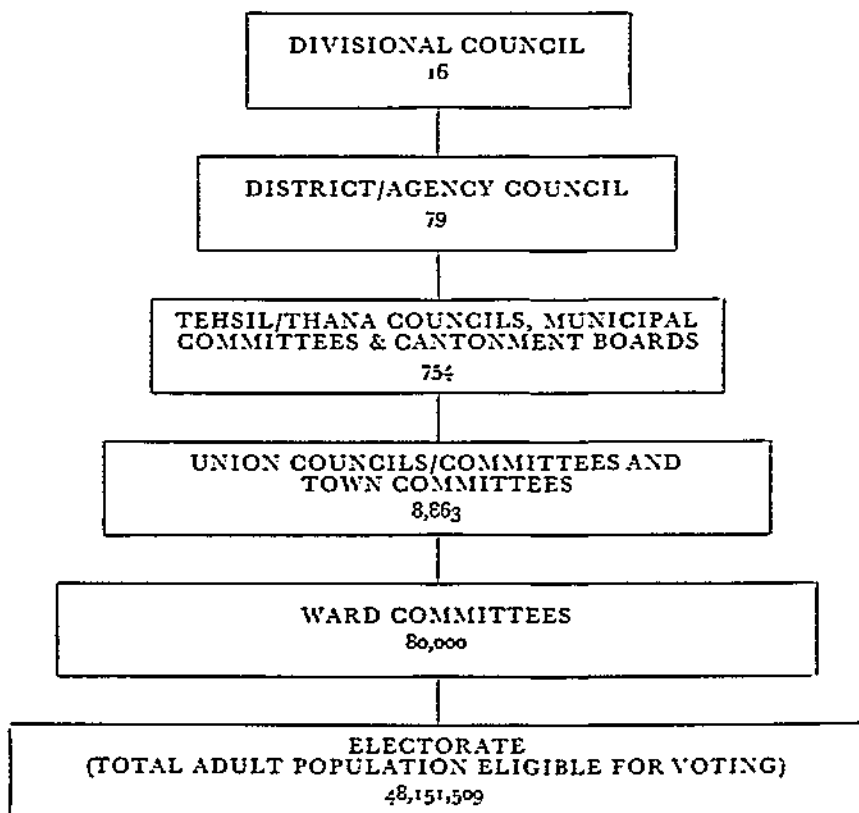 DIVISIONAL COUNCIL
16
DISTRICT/AGENCY COUNCIL
79
TEHSIL/THANA COUNCILS, MUNICIPAL
COMMITTEES & CANTONMENT BOARDS
754
UNION COUNCILS/COMMITTEES AND
TOWN COMMITTEES
8,863
WARD COMMITTEES
80,000
ELECTORATE
(TOTAL ADULT POPULATION ELIGIBLE FOR VOTING)
48,151,509